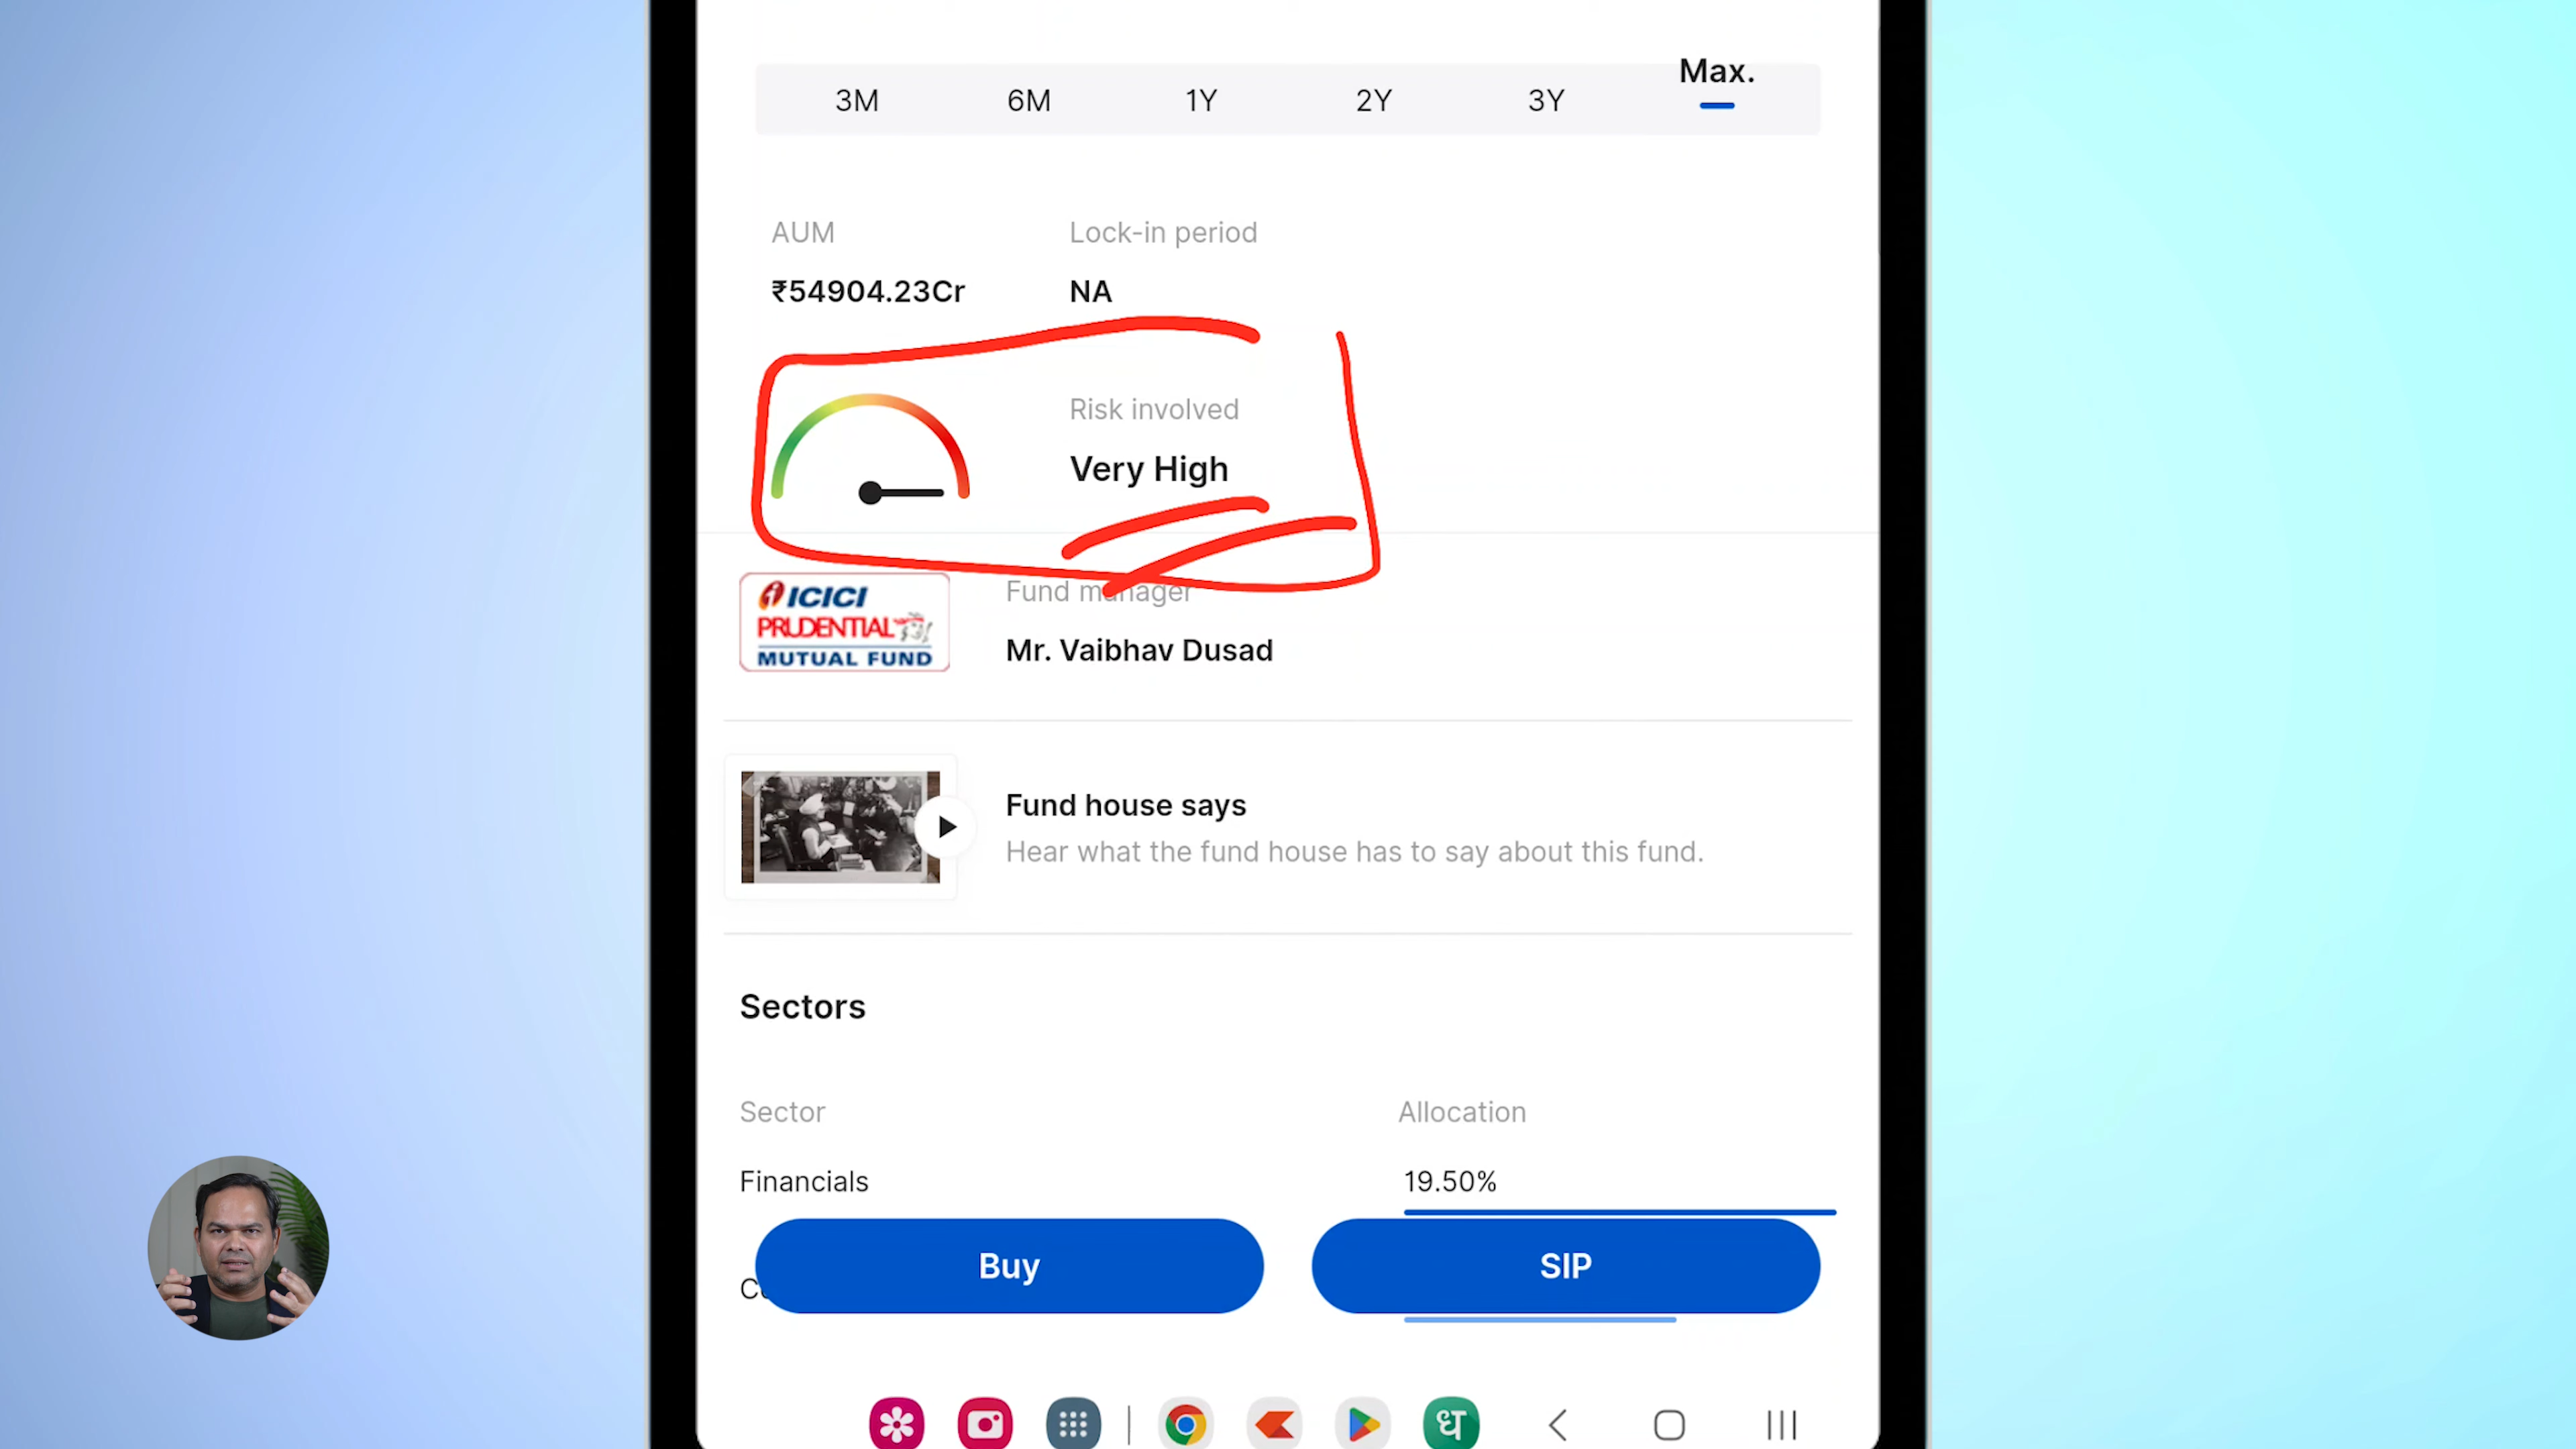 3M 6M 1Y 2Y 3Y Max.
AUM Lock-in period
₹54904.23Cr NA
Risk involved
Very High
ICICI
PRUDENTIAL
MUTUAL FUND
Fund manager
Mr. Vaibhav Dusad
Fund house says
Hear what the fund house has to say about this fund.
Sectors
Sector Allocation
Financials 19.50%
Buy SIP
ध